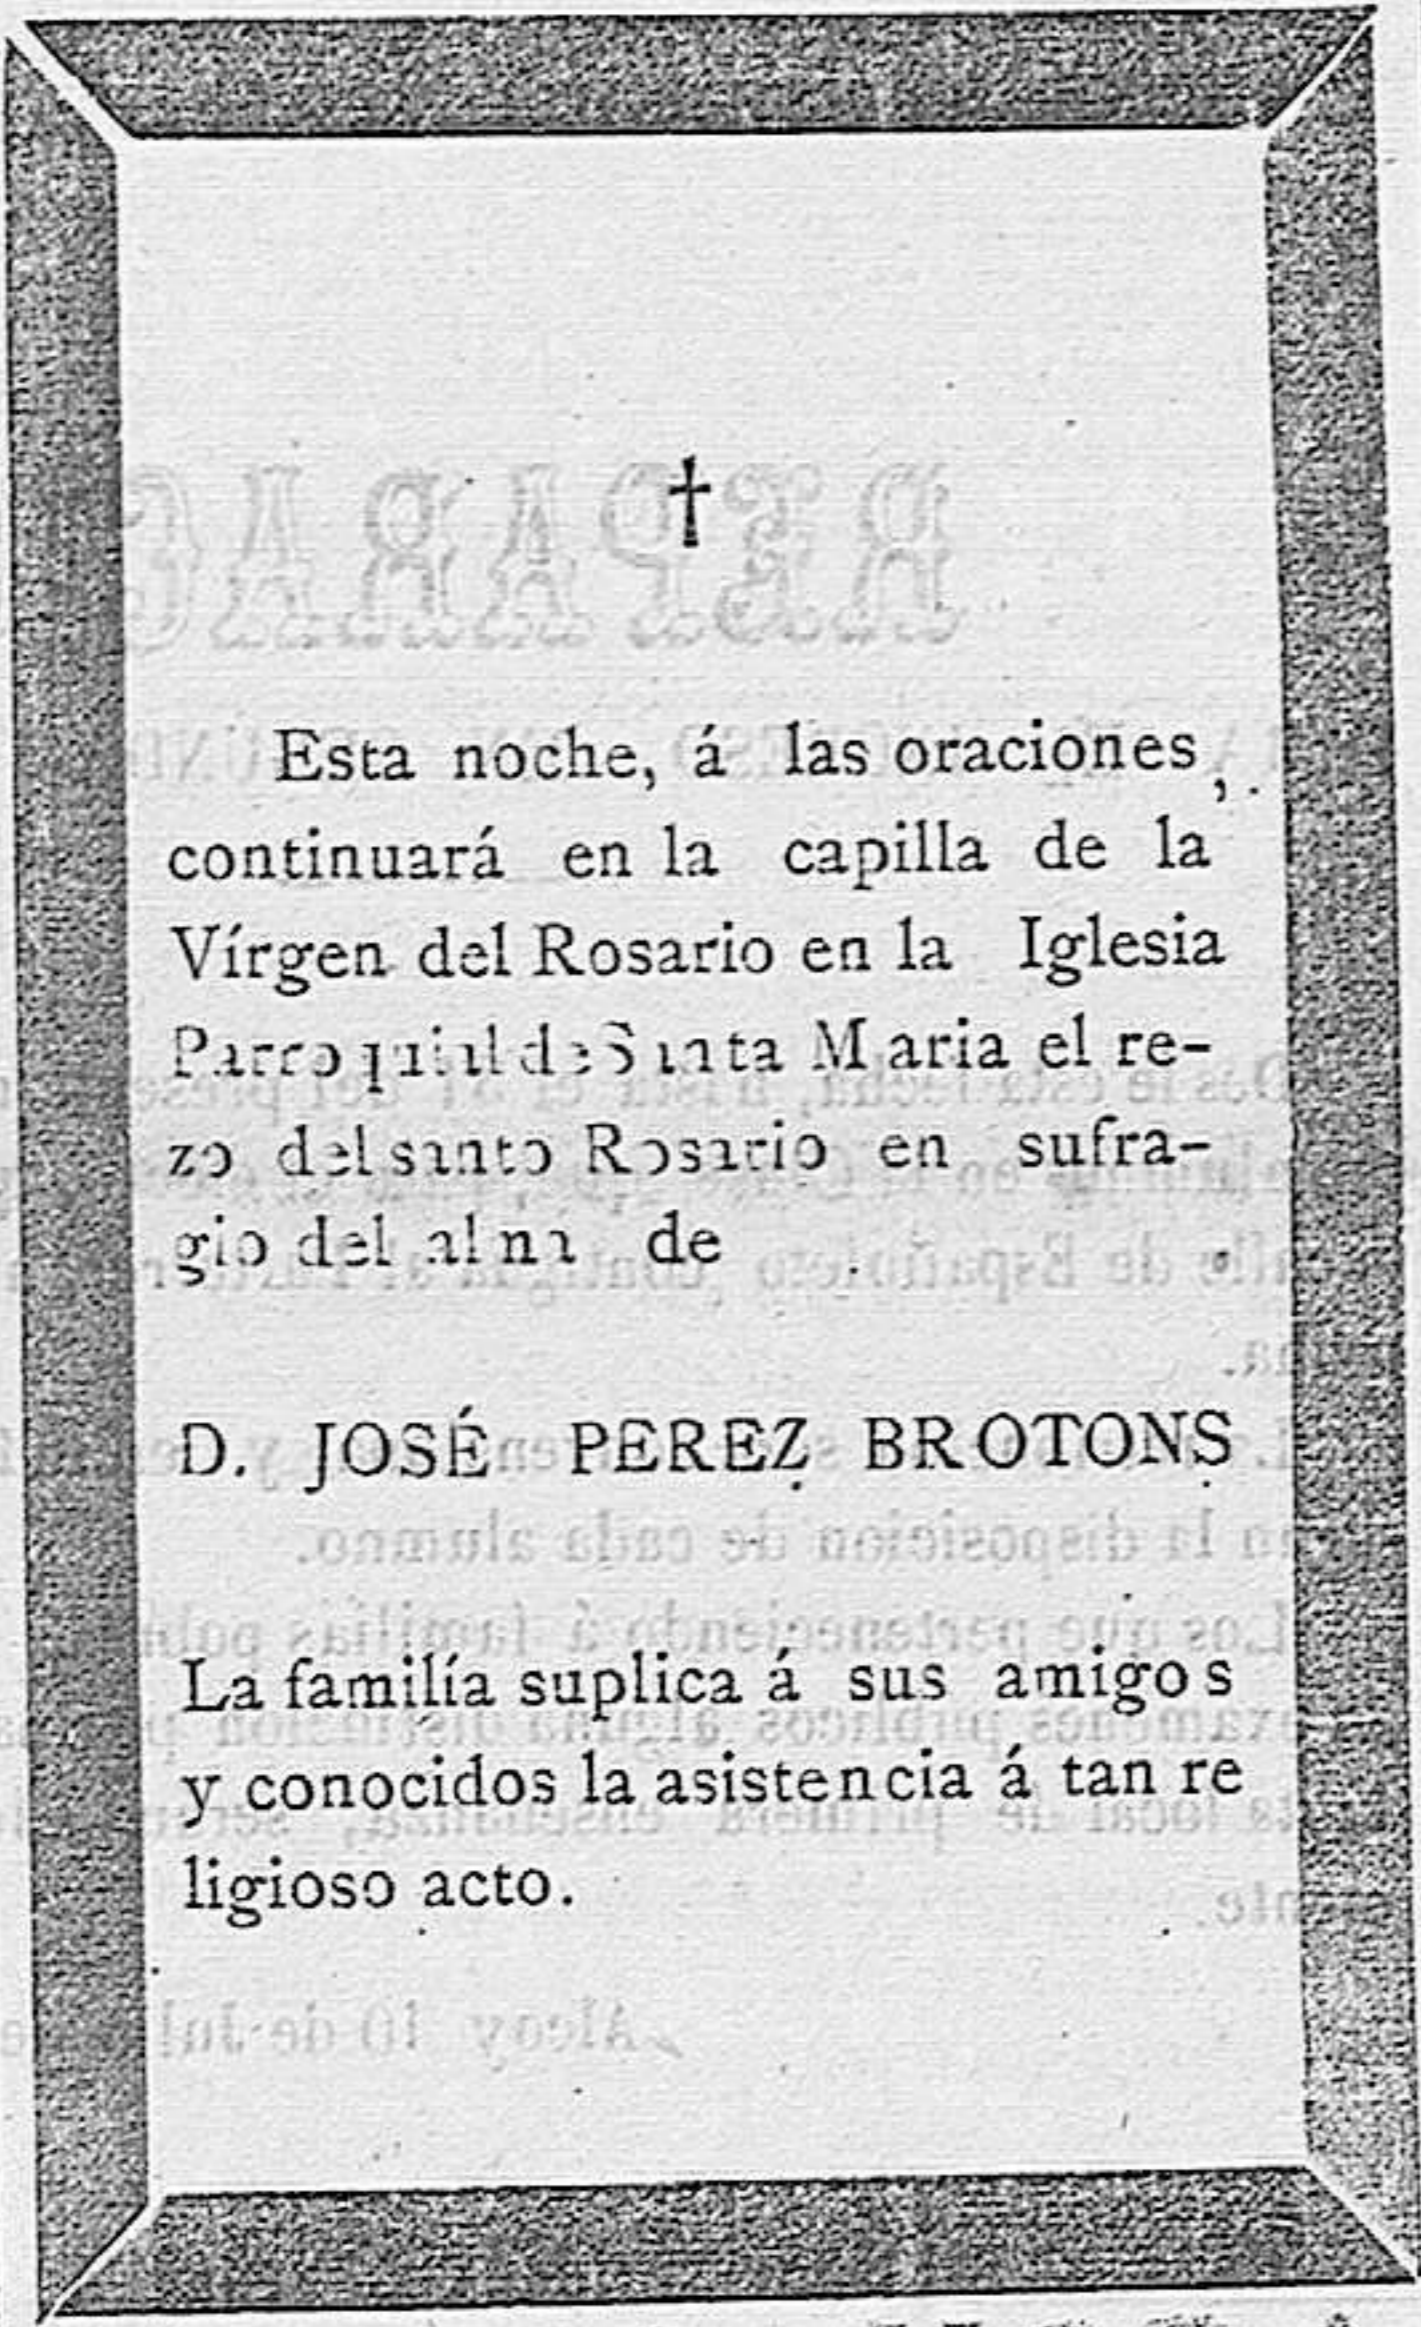 †
Esta noche, á las oraciones,
continuará en la capilla de la
Vírgen del Rosario en la Iglesia
Parroquial de Santa Maria el re-
zo del santo Rosario en sufra-
gio del alma de
D. JOSÉ PEREZ BROTONS
La família suplica á sus amigos
y conocidos la asistencia á tan re
ligioso acto.